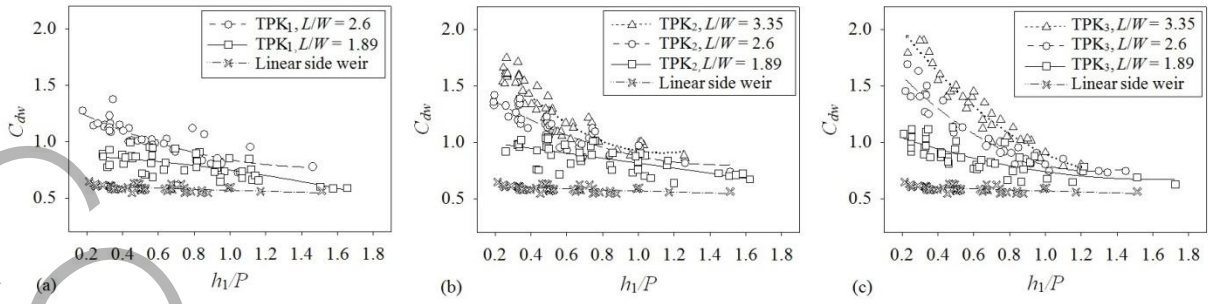 2.0
1.5
1.0
0.5
C_dw
0.2 0.4 0.6 0.8 1.0 1.2 1.4 1.6 1.8
h₁/P
(a)
TPK₁, L/W = 2.6
TPK₁, L/W = 1.89
Linear side weir
2.0
1.5
1.0
0.5
C_dw
0.2 0.4 0.6 0.8 1.0 1.2 1.4 1.6 1.8
h₁/P
(b)
TPK₂, L/W = 3.35
TPK₂, L/W = 2.6
TPK₂, L/W = 1.89
Linear side weir
2.0
1.5
1.0
0.5
C_dw
0.2 0.4 0.6 0.8 1.0 1.2 1.4 1.6 1.8
h₁/P
(c)
TPK₃, L/W = 3.35
TPK₃, L/W = 2.6
TPK₃, L/W = 1.89
Linear side weir